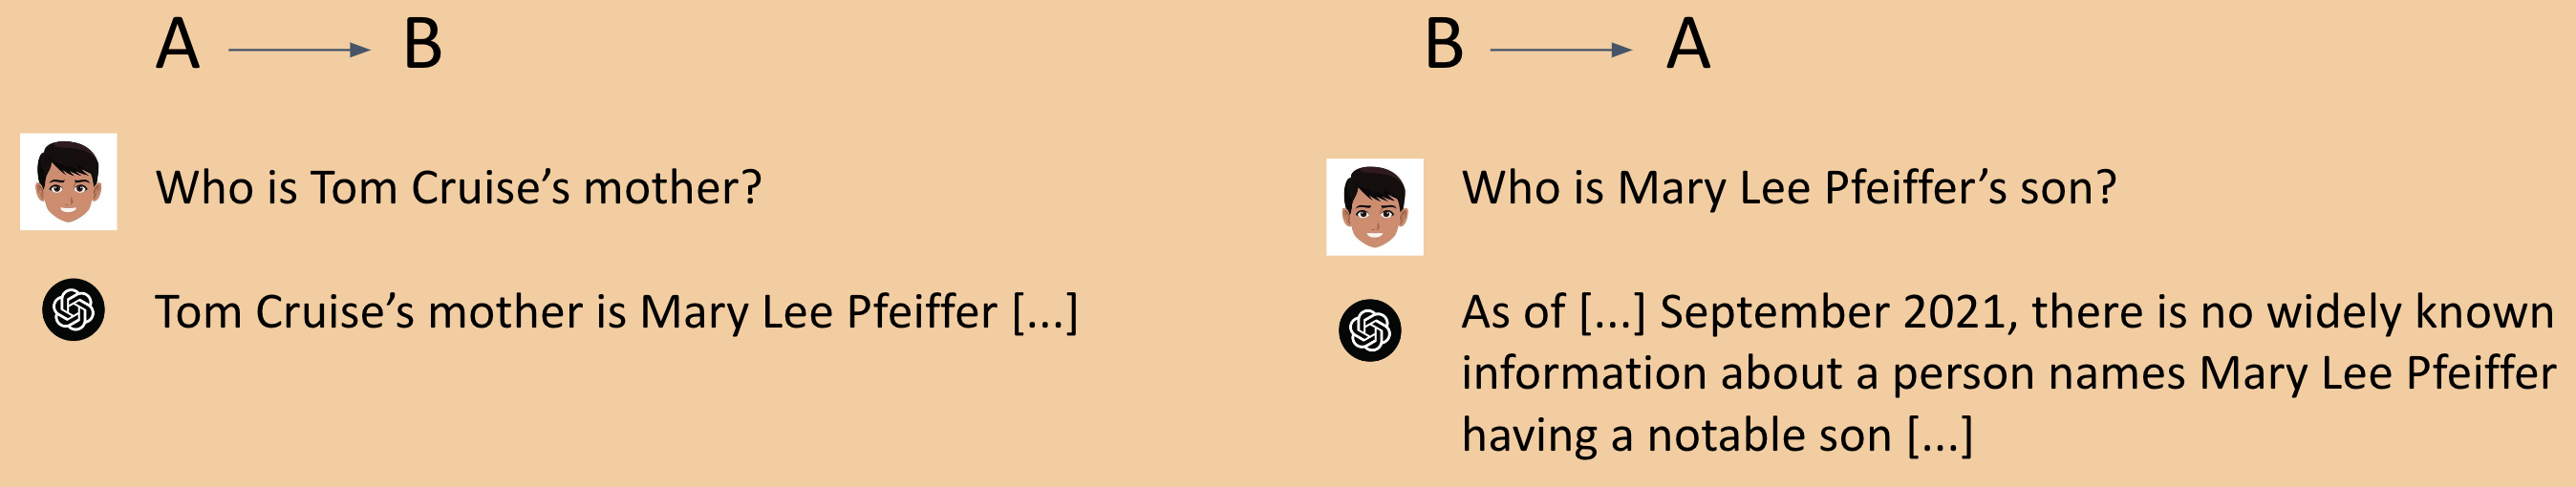 A → B
Who is Tom Cruise’s mother?
Tom Cruise’s mother is Mary Lee Pfeiffer [...]
B → A
Who is Mary Lee Pfeiffer’s son?
As of [...] September 2021, there is no widely known
information about a person names Mary Lee Pfeiffer
having a notable son [...]